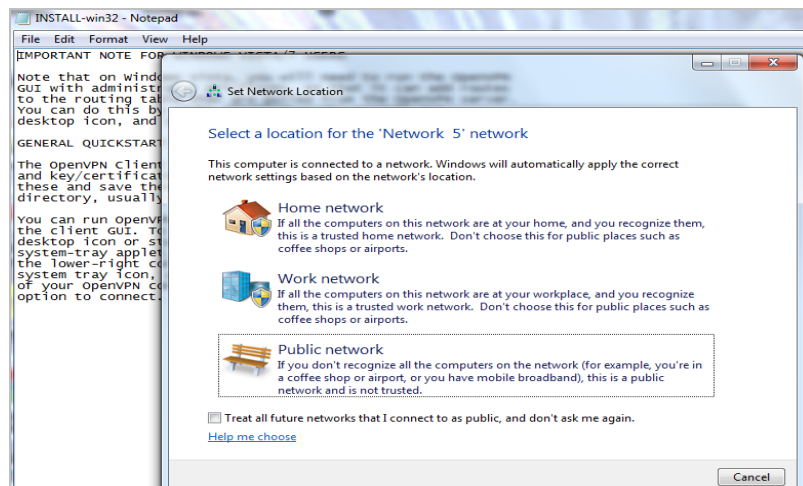 INSTALL-win32 - Notepad
File Edit Format View Help
IMPORTANT NOTE FOR WINDOWS VISTA/7 USERS
Note that on Windo
GUI with administr
to the routing tab
You can do this by
desktop icon, and
GENERAL QUICKSTART
The OpenVPN Client
and key/certificat
these and save the
directory, usually
You can run OpenVP
the client GUI. To
desktop icon or st
system-tray applet
the lower-right co
system tray icon,
of your OpenVPN co
option to connect.
Set Network Location
Select a location for the 'Network 5' network
This computer is connected to a network. Windows will automatically apply the correct
network settings based on the network's location.
Home network
If all the computers on this network are at your home, and you recognize them,
this is a trusted home network. Don't choose this for public places such as
coffee shops or airports.
Work network
If all the computers on this network are at your workplace, and you recognize
them, this is a trusted work network. Don't choose this for public places such as
coffee shops or airports.
Public network
If you don't recognize all the computers on the network (for example, you're in
a coffee shop or airport, or you have mobile broadband), this is a public
network and is not trusted.
Treat all future networks that I connect to as public, and don't ask me again.
Help me choose
Cancel